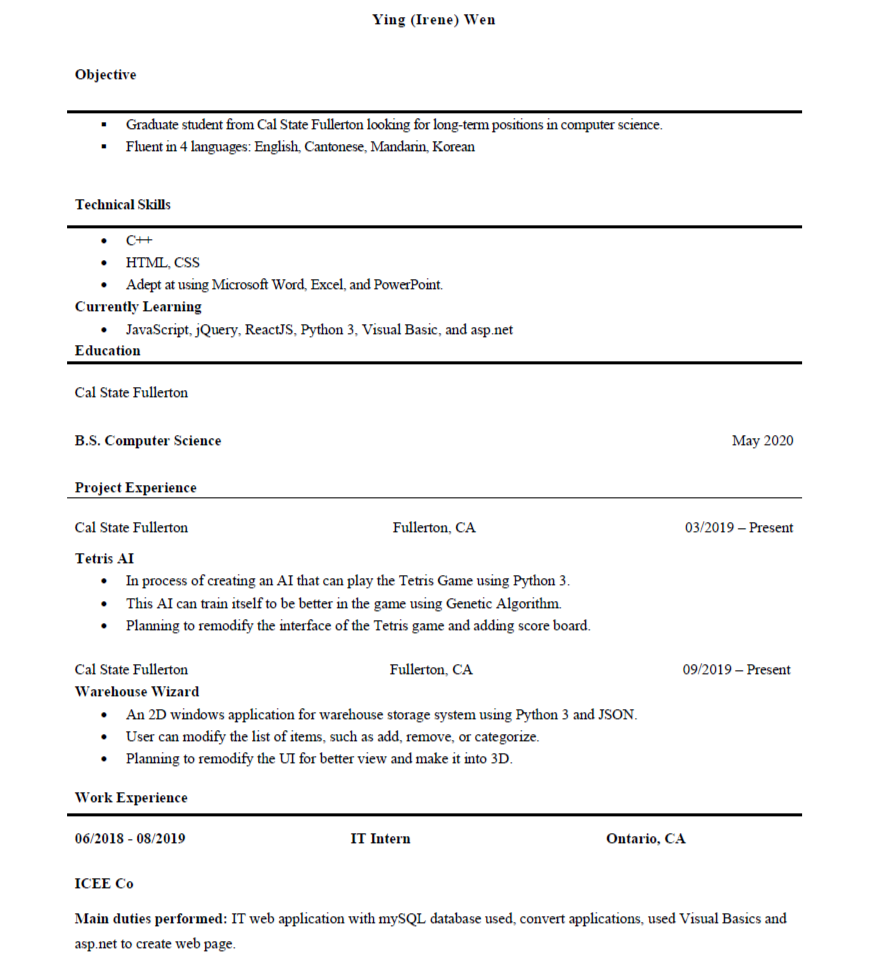 Ying (Irene) Wen
Objective
▪ Graduate student from Cal State Fullerton looking for long-term positions in computer science.
▪ Fluent in 4 languages: English, Cantonese, Mandarin, Korean
Technical Skills
• C++
• HTML, CSS
• Adept at using Microsoft Word, Excel, and PowerPoint.
Currently Learning
• JavaScript, jQuery, ReactJS, Python 3, Visual Basic, and asp.net
Education
Cal State Fullerton
B.S. Computer Science May 2020
Project Experience
Cal State Fullerton Fullerton, CA 03/2019 – Present
Tetris AI
• In process of creating an AI that can play the Tetris Game using Python 3.
• This AI can train itself to be better in the game using Genetic Algorithm.
• Planning to remodify the interface of the Tetris game and adding score board.
Cal State Fullerton Fullerton, CA 09/2019 – Present
Warehouse Wizard
• An 2D windows application for warehouse storage system using Python 3 and JSON.
• User can modify the list of items, such as add, remove, or categorize.
• Planning to remodify the UI for better view and make it into 3D.
Work Experience
06/2018 - 08/2019 IT Intern Ontario, CA
ICEE Co
Main duties performed: IT web application with mySQL database used, convert applications, used Visual Basics and
asp.net to create web page.